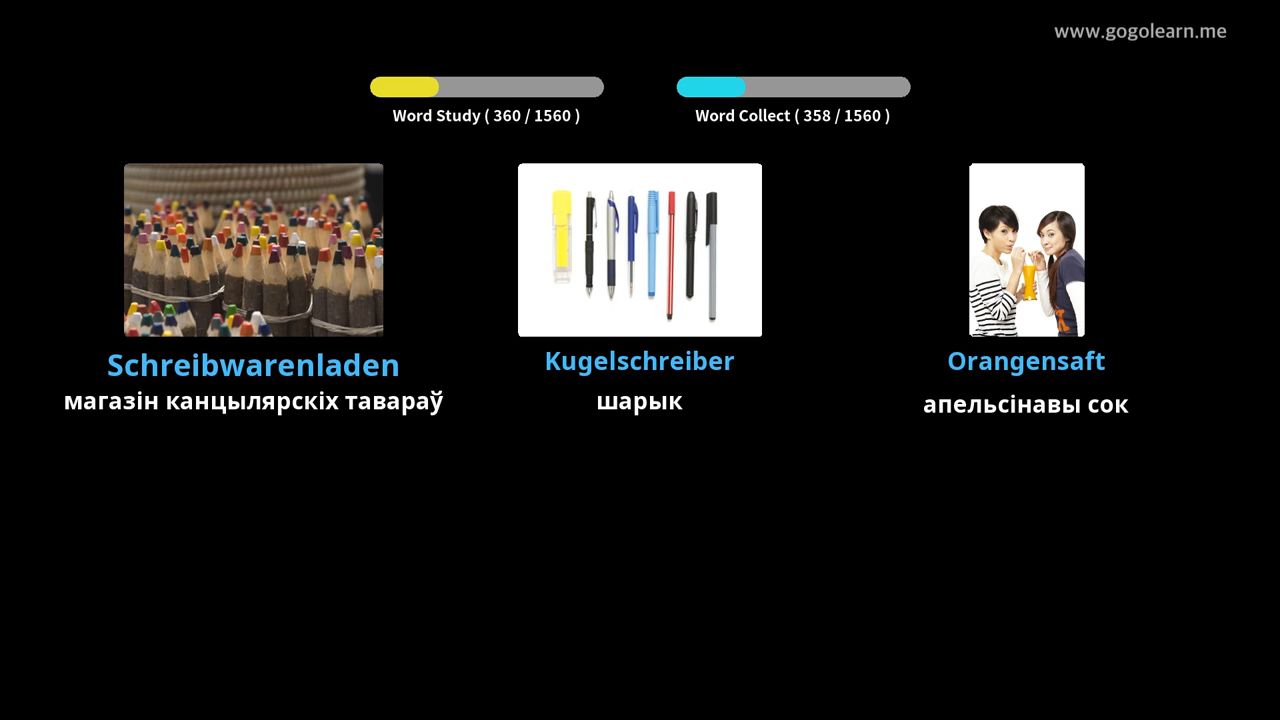 www.gogolearn.me
Word Study ( 360 / 1560 )
Word Collect ( 358 / 1560 )
Schreibwarenladen
магазін канцылярскіх тавараў
Kugelschreiber
шарык
Orangensaft
апельсінавы сок